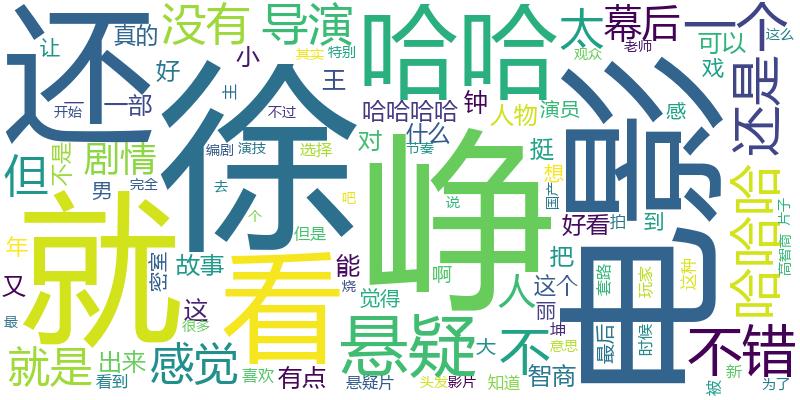 还
徐
就
峥
电影
看
哈哈
悬疑
没有
导演
太
幕后
一个
真的
让
好
小
其实
特别
观众
老师
可以
这么
戏
一
一部
开始
王
不过
王
钟
哈哈哈哈
人物
演员
感
还是
但
不是
剧情
编剧
演技
选择
对
什么
节奏
挺
想
国产
男
完全
去
吧
说
好看
拍
到
哈哈哈
片子
高智商
年
又
最
密室
故事
这
很多
个
但是
能
烧
啊
觉得
人
把
这个
丽
坤
套路
玩家
这种
就是
出来
看到
感觉
喜欢
有点
悬疑片
大
头发
影片
知道
不
智商
意思
最后
时候
不错
被
新
为了